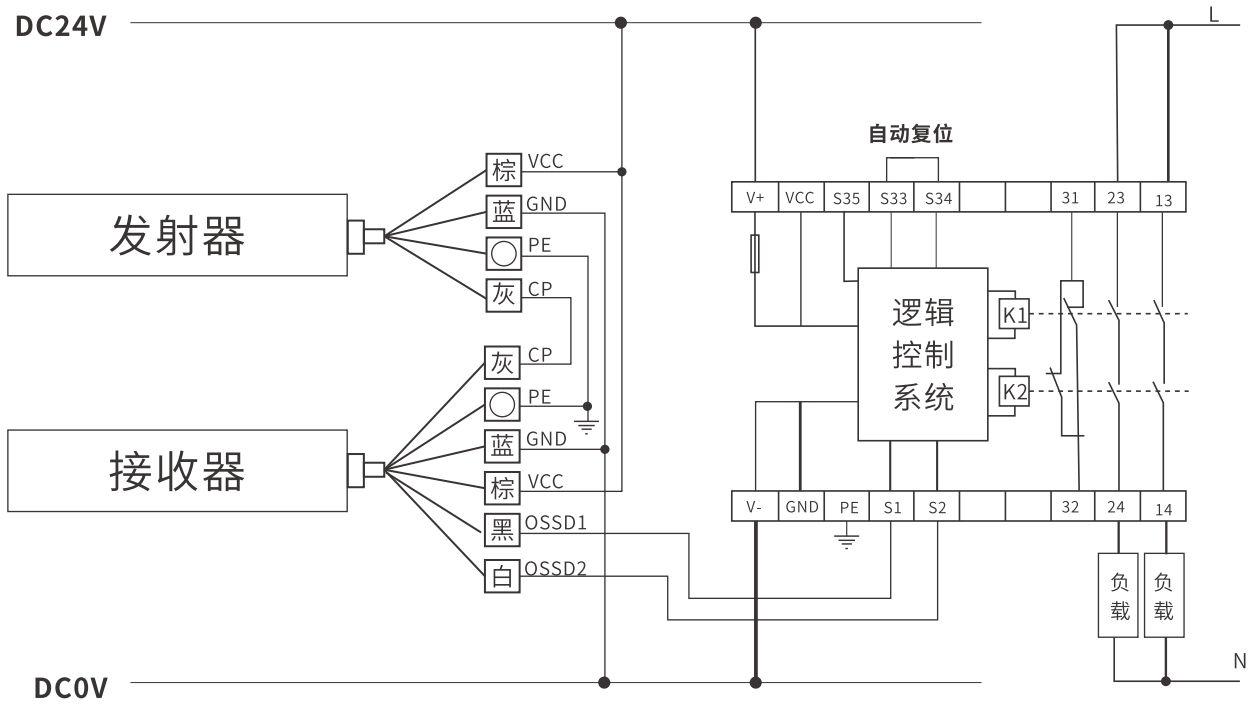 DC24V
L
自动复位
棕 VCC
蓝 GND
PE
灰 CP
发射器
V+ VCC S35 S33 S34 31 23 13
逻辑
控制
系统
K1
K2
灰 CP
PE
蓝 GND
棕 VCC
黑 OSSD1
白 OSSD2
接收器
V- GND PE S1 S2 32 24 14
负载
负载
N
DC0V